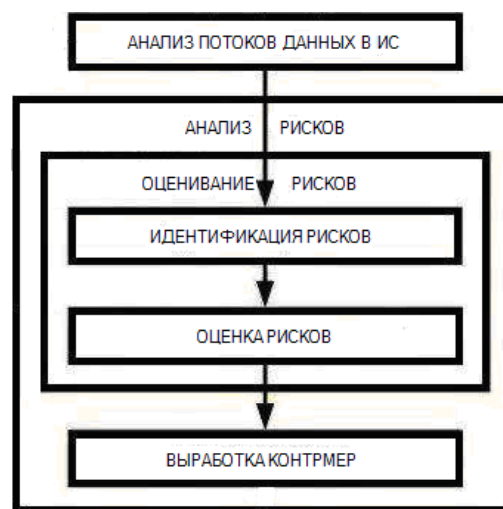 АНАЛИЗ ПОТОКОВ ДАННЫХ В ИС
АНАЛИЗ РИСКОВ
ОЦЕНИВАНИЕ РИСКОВ
ИДЕНТИФИКАЦИЯ РИСКОВ
ОЦЕНКА РИСКОВ
ВЫРАБОТКА КОНТРМЕР